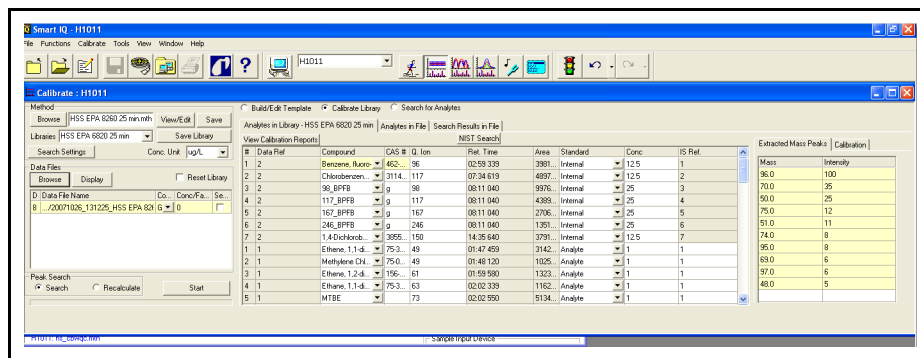 Smart IQ - H1011
File Functions Calibrate Tools View Window Help
H1011
Calibrate : H1011
Method
Browse HSS EPA 8260 25 min.mth View/Edit Save
Libraries HSS EPA 6820 25 min Save Library
Search Settings Conc. Unit ug/L
Data Files
Browse Display Reset Library
D Data File Name Co... Conc/Fa... Se...
8 .../20071026_131225_HSS EPA 82( G 0
Peak Search
Search Recalculate Start
Build/Edit Template Calibrate Library Search for Analytes
Analytes in Library - HSS EPA 6820 25 min Analytes in File Search Results in File
View Calibration Reports NIST Search
# Data Ref Compound CAS # Q. Ion Ret. Time Area Standard Conc IS Ref.
1 2 Benzene, fluoro- 462-... 96 02:59 339 3981... Internal 12.5 1
2 2 Chlorobenzen... 3114... 117 07:34 619 4897... Internal 12.5 2
3 2 98_BPFB g 98 08:11 040 9976... Internal 25 3
4 2 117_BPFB g 117 08:11 040 4389... Internal 25 4
5 2 167_BPFB g 167 08:11 040 2706... Internal 25 5
6 2 246_BPFB g 246 08:11 040 1351... Internal 25 6
7 2 1,4-Dichlorob... 3855... 150 14:35 640 3791... Internal 12.5 7
1 1 Ethene, 1,1-di... 75-3... 49 01:47 459 3142... Analyte 1 1
2 1 Methylene Chl... 75-0... 49 01:48 120 1025... Analyte 1 1
3 1 Ethene, 1,2-di... 156-... 61 01:59 580 1323... Analyte 1 1
4 1 Ethane, 1,1-di... 75-3... 63 02:02 339 1162... Analyte 1 1
5 1 MTBE 73 02:02 550 5134... Analyte 1 1
Extracted Mass Peaks Calibration
Mass Intensity
96.0 100
70.0 35
50.0 25
75.0 12
51.0 11
74.0 8
95.0 8
69.0 6
97.0 6
48.0 5
Sample Input Device